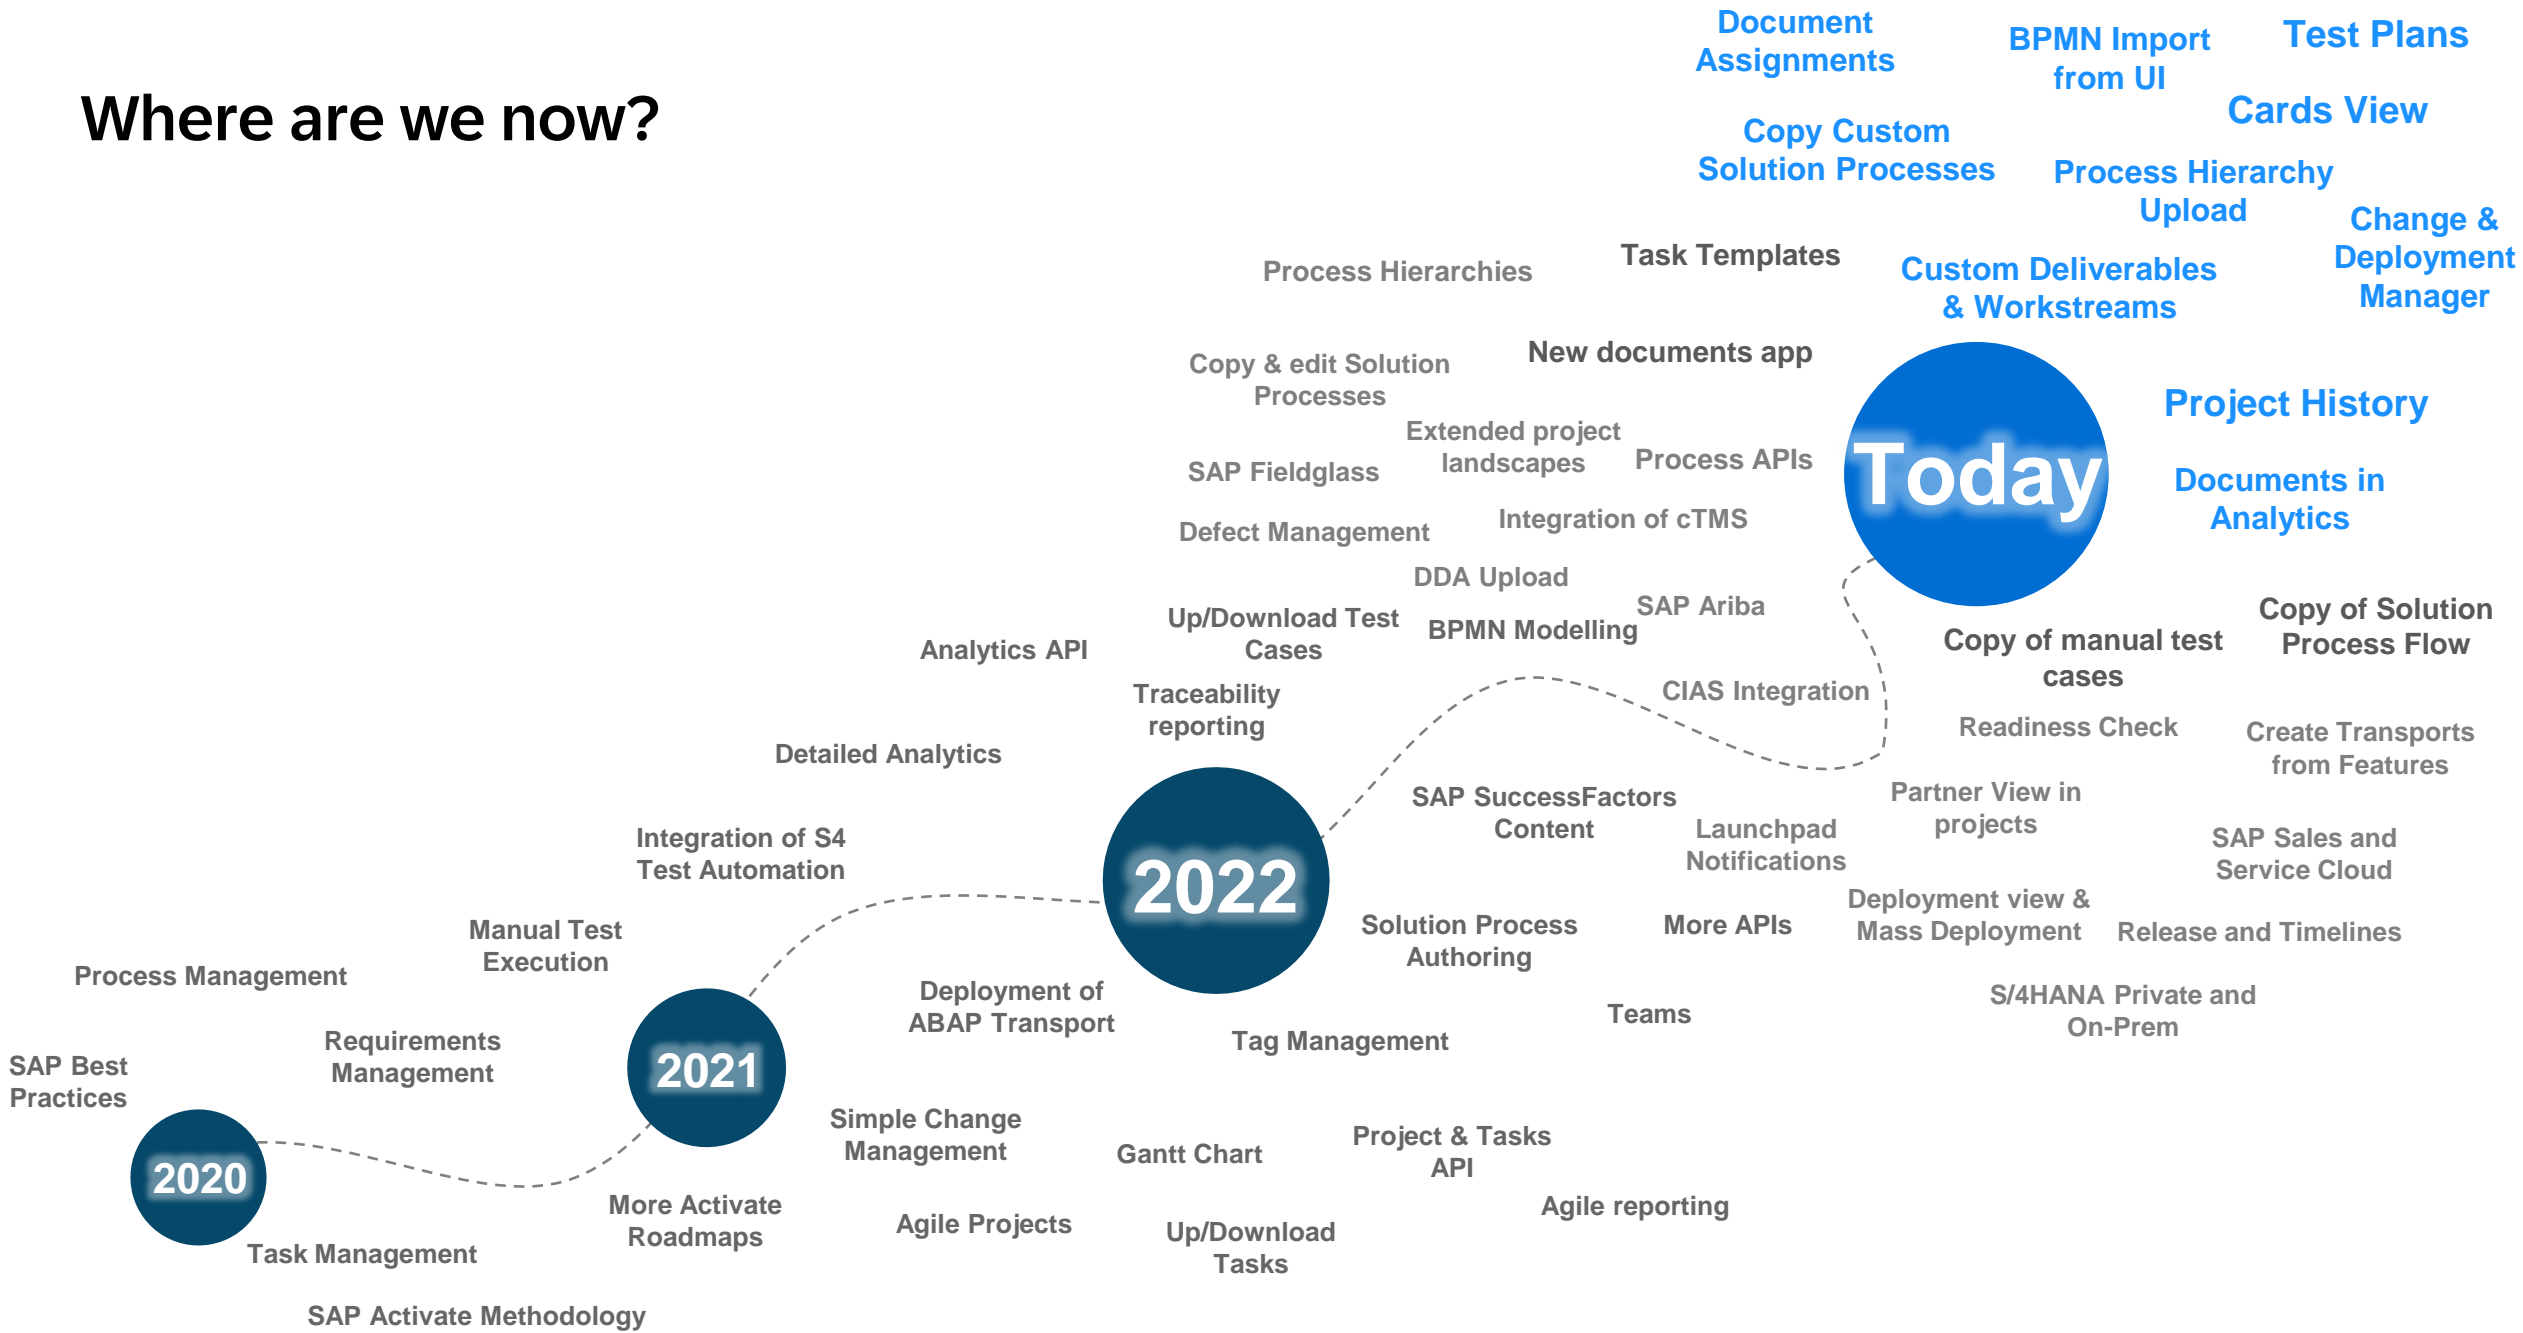 Where are we now?
Document
Assignments
BPMN Import
from UI
Test Plans
Cards View
Copy Custom
Solution Processes
Process Hierarchy
Upload
Change &
Deployment
Manager
Process Hierarchies
Task Templates
Custom Deliverables
& Workstreams
Copy & edit Solution
Processes
New documents app
Project History
Extended project
landscapes
SAP Fieldglass
Process APIs
Today
Documents in
Analytics
Defect Management
Integration of cTMS
DDA Upload
SAP Ariba
Up/Download Test
Cases
BPMN Modelling
Analytics API
Copy of manual test
cases
Copy of Solution
Process Flow
Traceability
reporting
CIAS Integration
Readiness Check
Create Transports
from Features
Detailed Analytics
SAP SuccessFactors
Content
Launchpad
Notifications
Partner View in
projects
SAP Sales and
Service Cloud
Integration of S4
Test Automation
2022
Deployment view &
Mass Deployment
Release and Timelines
Manual Test
Execution
Solution Process
Authoring
More APIs
Process Management
Deployment of
ABAP Transport
Teams
S/4HANA Private and
On-Prem
Requirements
Management
Tag Management
SAP Best
Practices
2021
Simple Change
Management
Gantt Chart
Project & Tasks
API
2020
More Activate
Roadmaps
Agile Projects
Up/Download
Tasks
Agile reporting
Task Management
SAP Activate Methodology